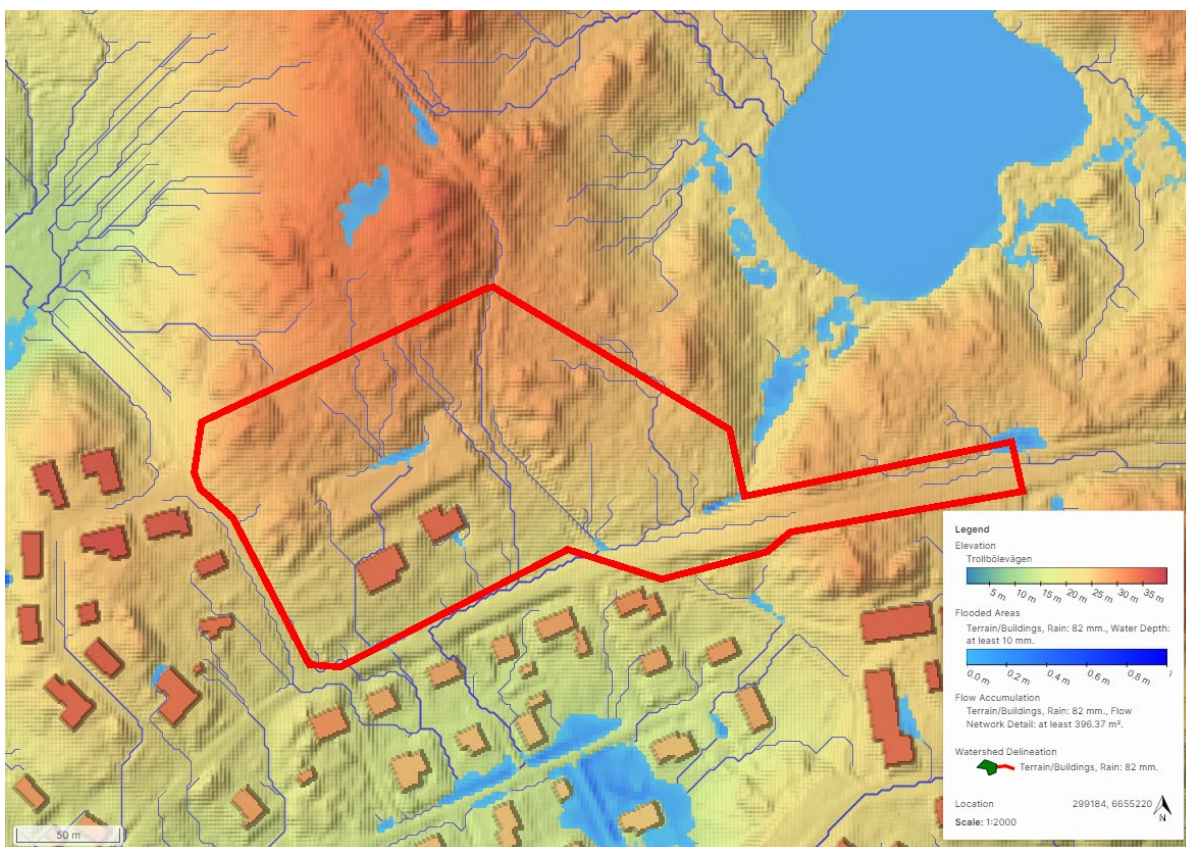 Legend
Elevation
Trollbölevägen
5 m 10 m 15 m 20 m 25 m 30 m 35 m
Flooded Areas
Terrain/Buildings, Rain: 82 mm., Water Depth:
at least 10 mm.
0.0 m 0.2 m 0.4 m 0.6 m 0.8 m 1
Flow Accumulation
Terrain/Buildings, Rain: 82 mm., Flow
Network Detail: at least 396.37 m².
Watershed Delineation
Terrain/Buildings, Rain: 82 mm.
Location 299184, 6655220
Scale: 1:2000
N
50 m